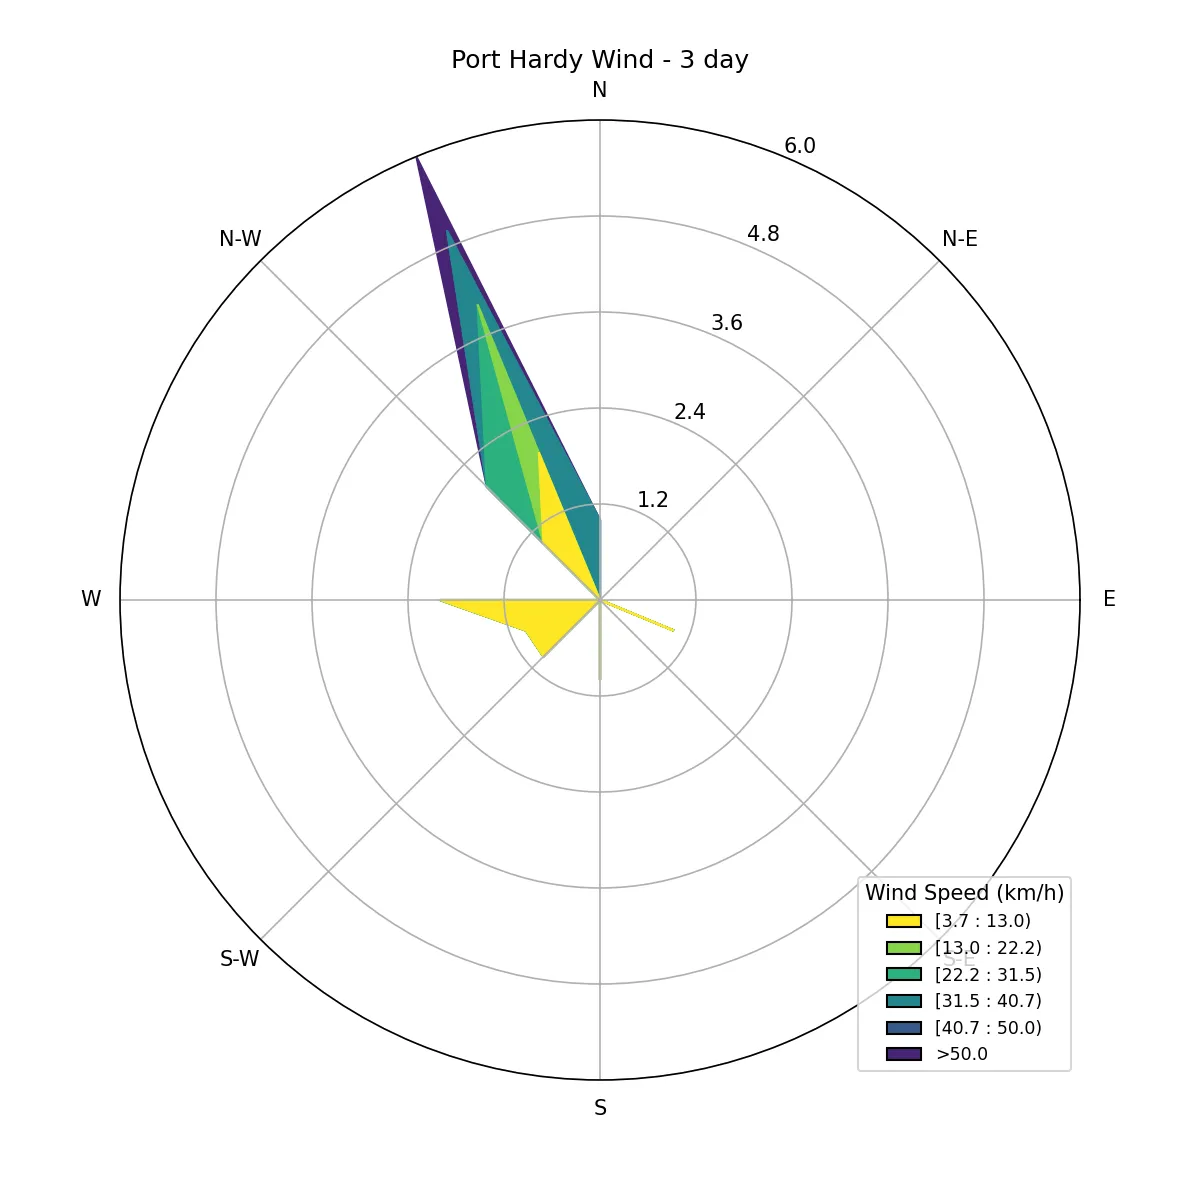 Port Hardy Wind - 3 day
N
6.0
4.8
N-W
N-E
3.6
2.4
1.2
W
E
Wind Speed (km/h)
[3.7 : 13.0)
[13.0 : 22.2)
S-W
S-E
[22.2 : 31.5)
[31.5 : 40.7)
[40.7 : 50.0)
>50.0
S